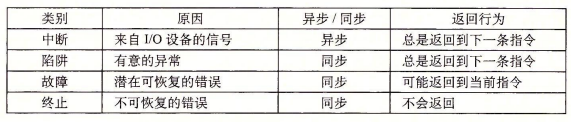 类别 原因 异步/同步 返回行为
中断 来自 I/O 设备的信号 异步 总是返回到下一条指令
陷阱 有意的异常 同步 总是返回到下一条指令
故障 潜在可恢复的错误 同步 可能返回到当前指令
终止 不可恢复的错误 同步 不会返回